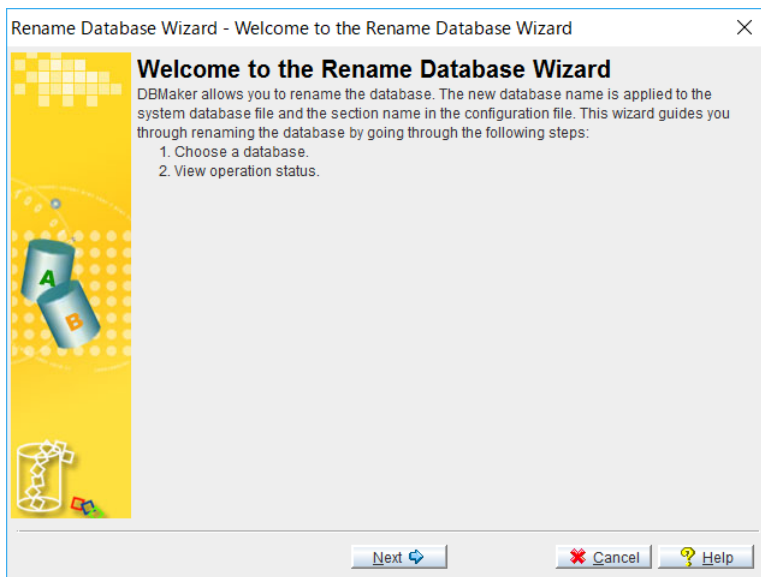 Rename Database Wizard - Welcome to the Rename Database Wizard
Welcome to the Rename Database Wizard
DBMaker allows you to rename the database. The new database name is applied to the
system database file and the section name in the configuration file. This wizard guides you
through renaming the database by going through the following steps:
1. Choose a database.
2. View operation status.
A
B
Next
Cancel
Help